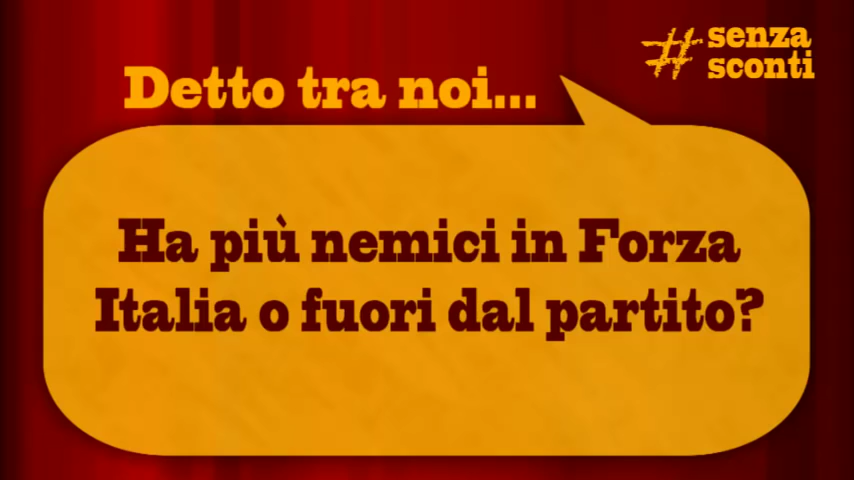 #senza
sconti
Detto tra noi...
Ha più nemici in Forza
Italia o fuori dal partito?